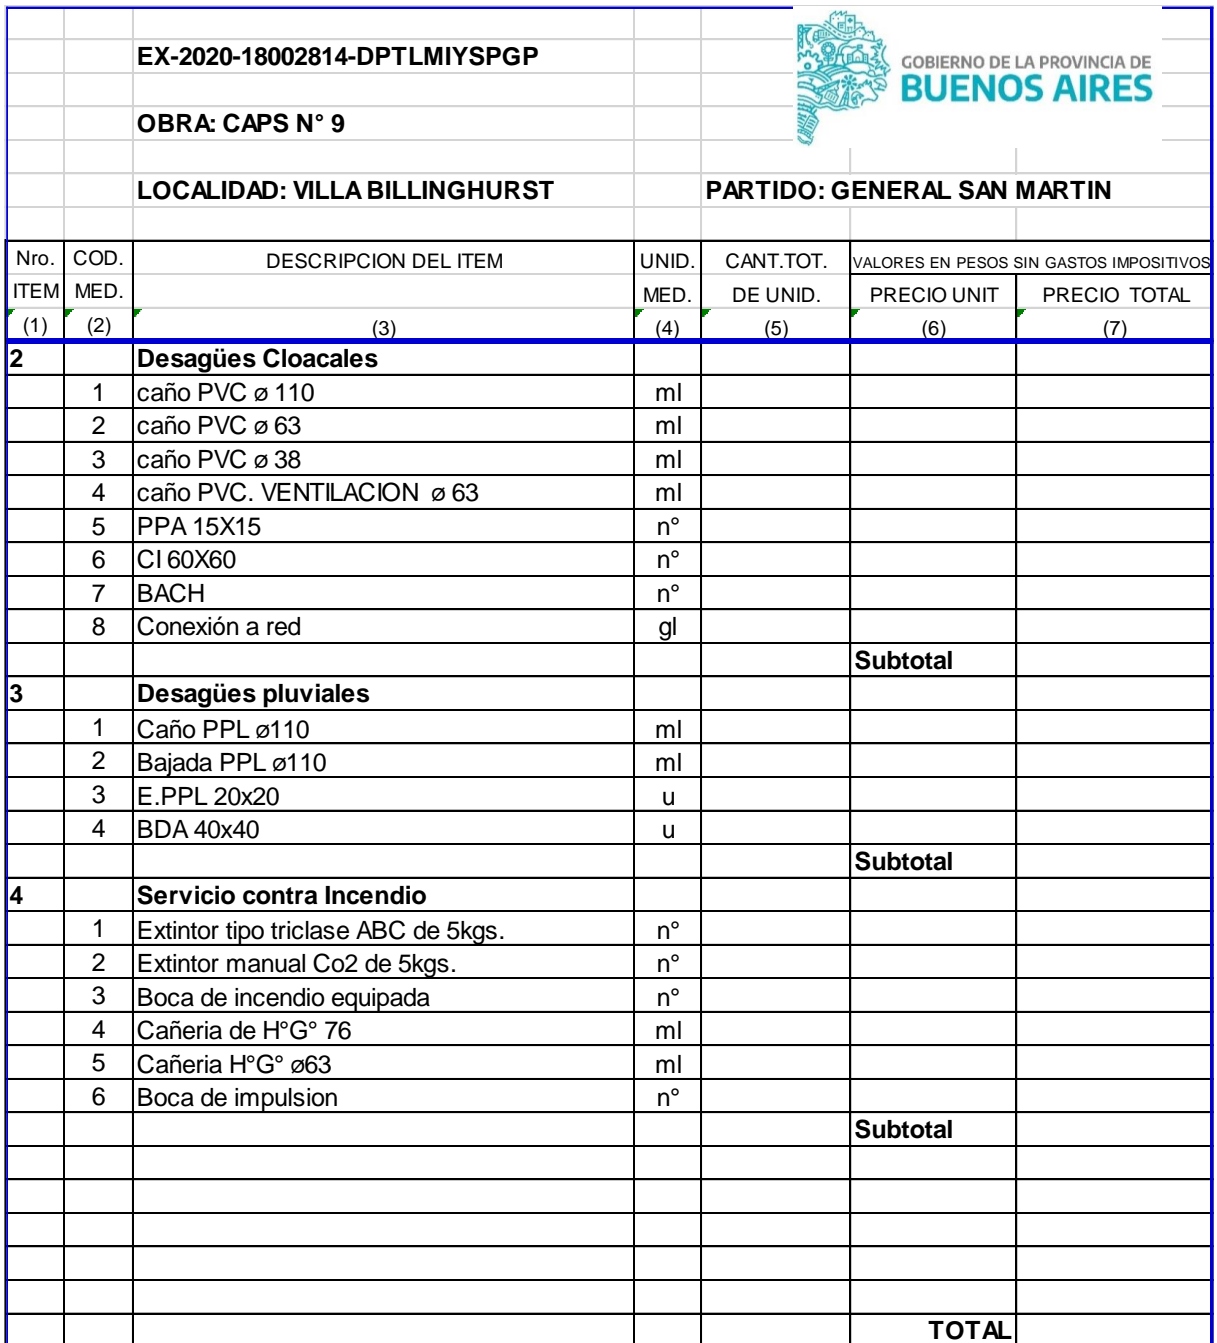 EX-2020-18002814-DPTLMIYSPGP
GOBIERNO DE LA PROVINCIA DE
BUENOS AIRES
OBRA: CAPS N° 9
LOCALIDAD: VILLA BILLINGHURST PARTIDO: GENERAL SAN MARTIN
Nro. COD. DESCRIPCION DEL ITEM UNID. CANT.TOT. VALORES EN PESOS SIN GASTOS IMPOSITIVOS
ITEM MED. MED. DE UNID. PRECIO UNIT PRECIO TOTAL
(1) (2) (3) (4) (5) (6) (7)
2 Desagües Cloacales
1 caño PVC ø 110 ml
2 caño PVC ø 63 ml
3 caño PVC ø 38 ml
4 caño PVC. VENTILACION ø 63 ml
5 PPA 15X15 n°
6 CI 60X60 n°
7 BACH n°
8 Conexión a red gl
Subtotal
3 Desagües pluviales
1 Caño PPL ø110 ml
2 Bajada PPL ø110 ml
3 E.PPL 20x20 u
4 BDA 40x40 u
Subtotal
4 Servicio contra Incendio
1 Extintor tipo triclase ABC de 5kgs. n°
2 Extintor manual Co2 de 5kgs. n°
3 Boca de incendio equipada n°
4 Cañeria de H°G° 76 ml
5 Cañeria H°G° ø63 ml
6 Boca de impulsion n°
Subtotal
TOTAL